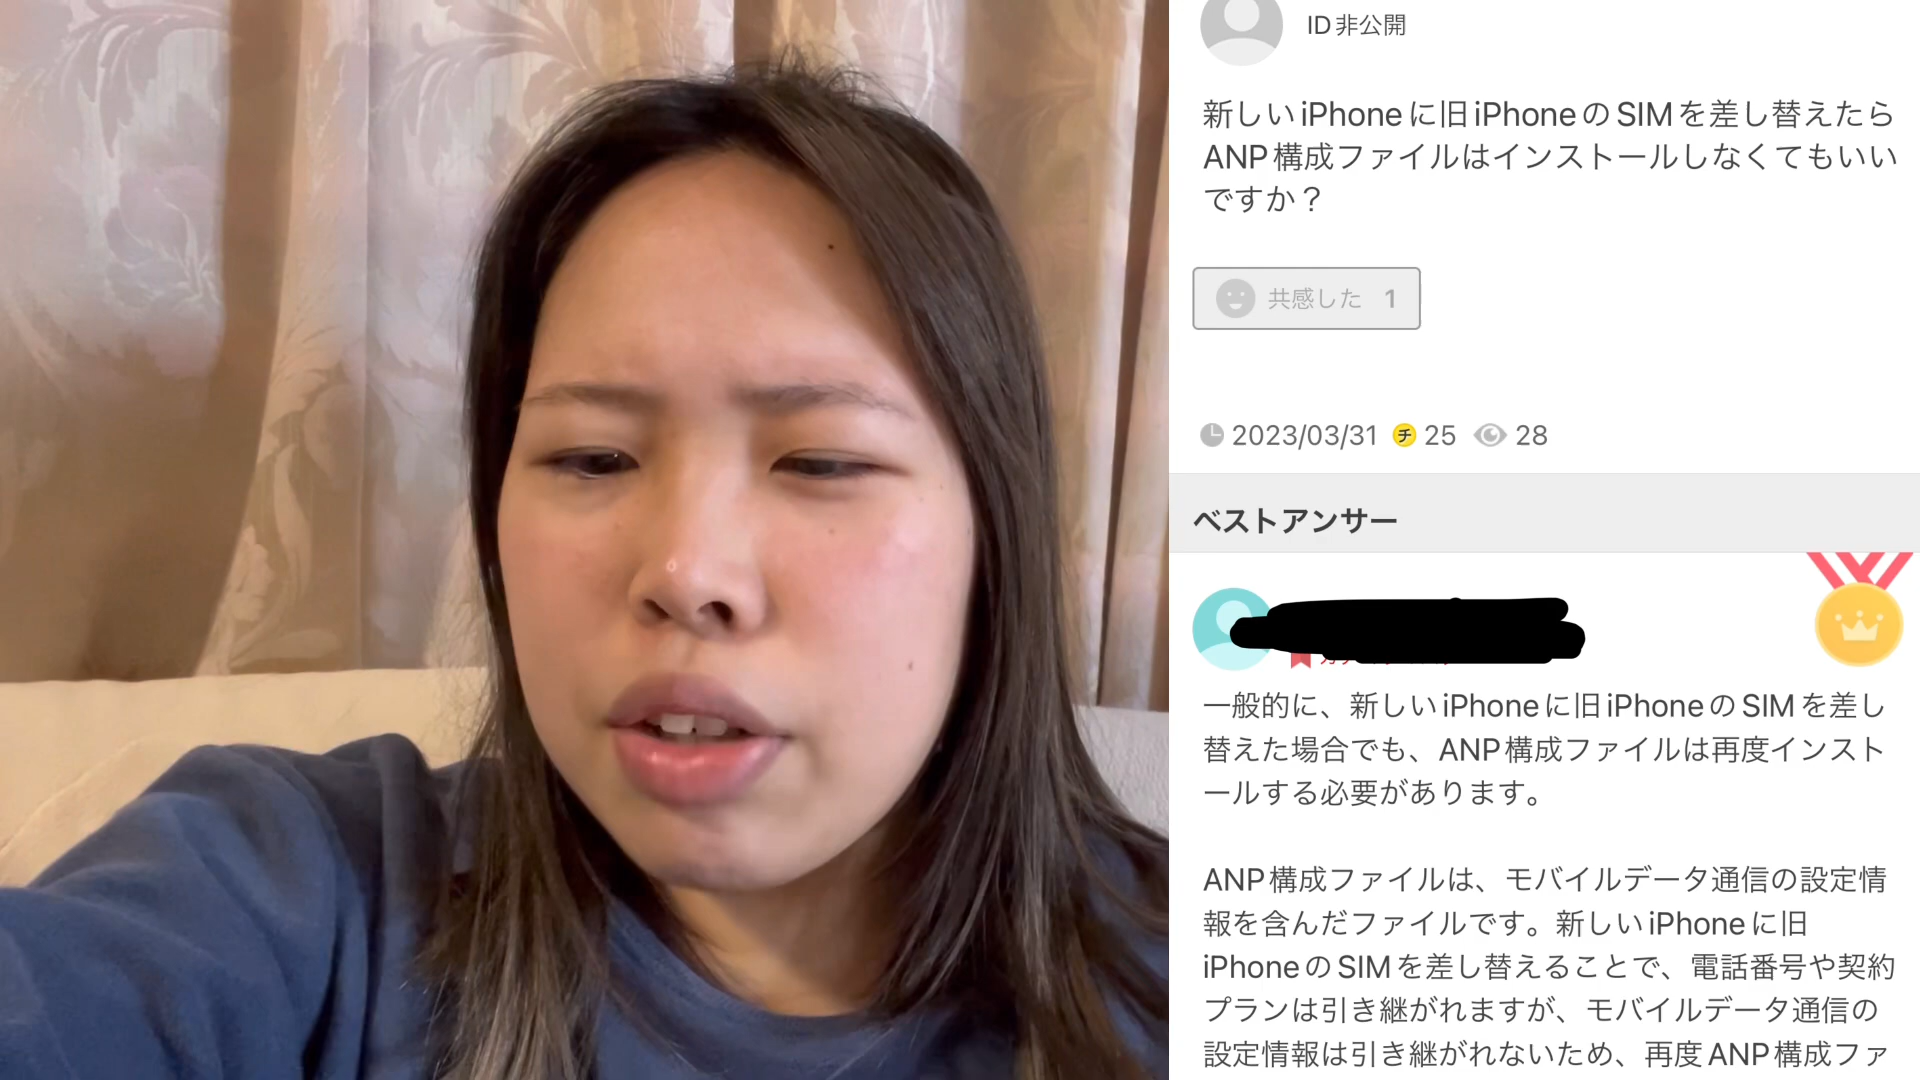 ID非公開
新しいiPhoneに旧iPhoneのSIMを差し替えたら
ANP構成ファイルはインストールしなくてもいい
ですか？
共感した 1
2023/03/31 チ 25 28
ベストアンサー
一般的に、新しいiPhoneに旧iPhoneのSIMを差し
替えた場合でも、ANP構成ファイルは再度インスト
ールする必要があります。
ANP構成ファイルは、モバイルデータ通信の設定情
報を含んだファイルです。新しいiPhoneに旧
iPhoneのSIMを差し替えることで、電話番号や契約
プランは引き継がれますが、モバイルデータ通信の
設定情報は引き継がれないため、再度ANP構成ファ